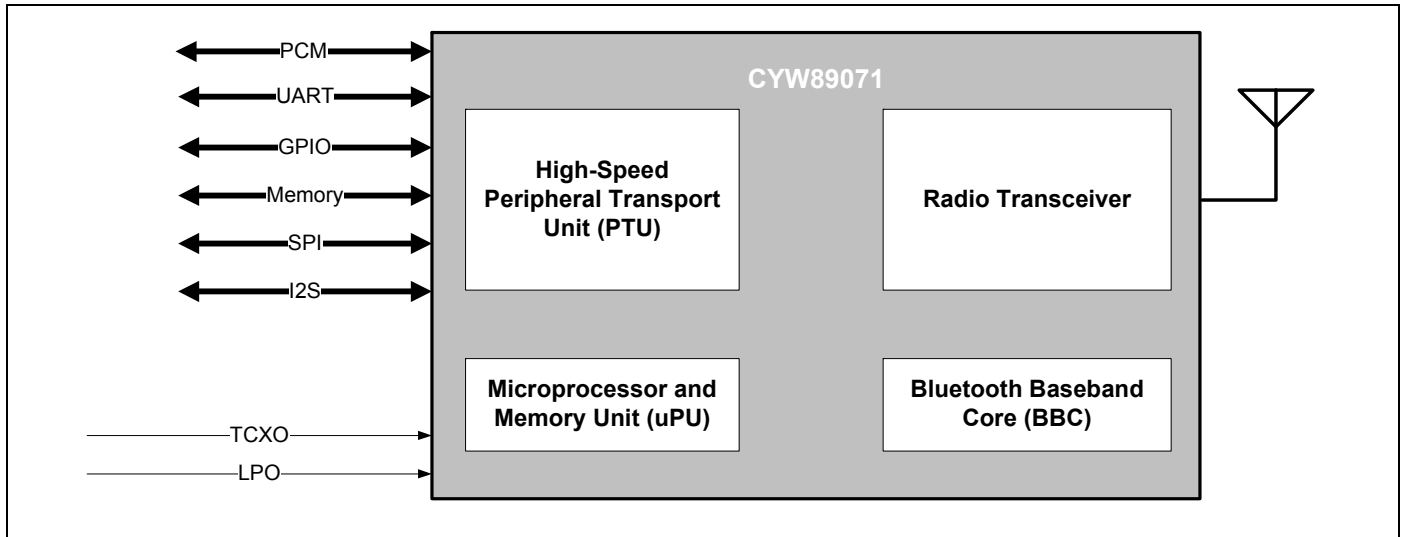 PCM
UART
GPIO
Memory
SPI
I2S
TCXO
LPO
CYW89071
High-Speed
Peripheral Transport
Unit (PTU)
Radio Transceiver
Microprocessor and
Memory Unit (uPU)
Bluetooth Baseband
Core (BBC)